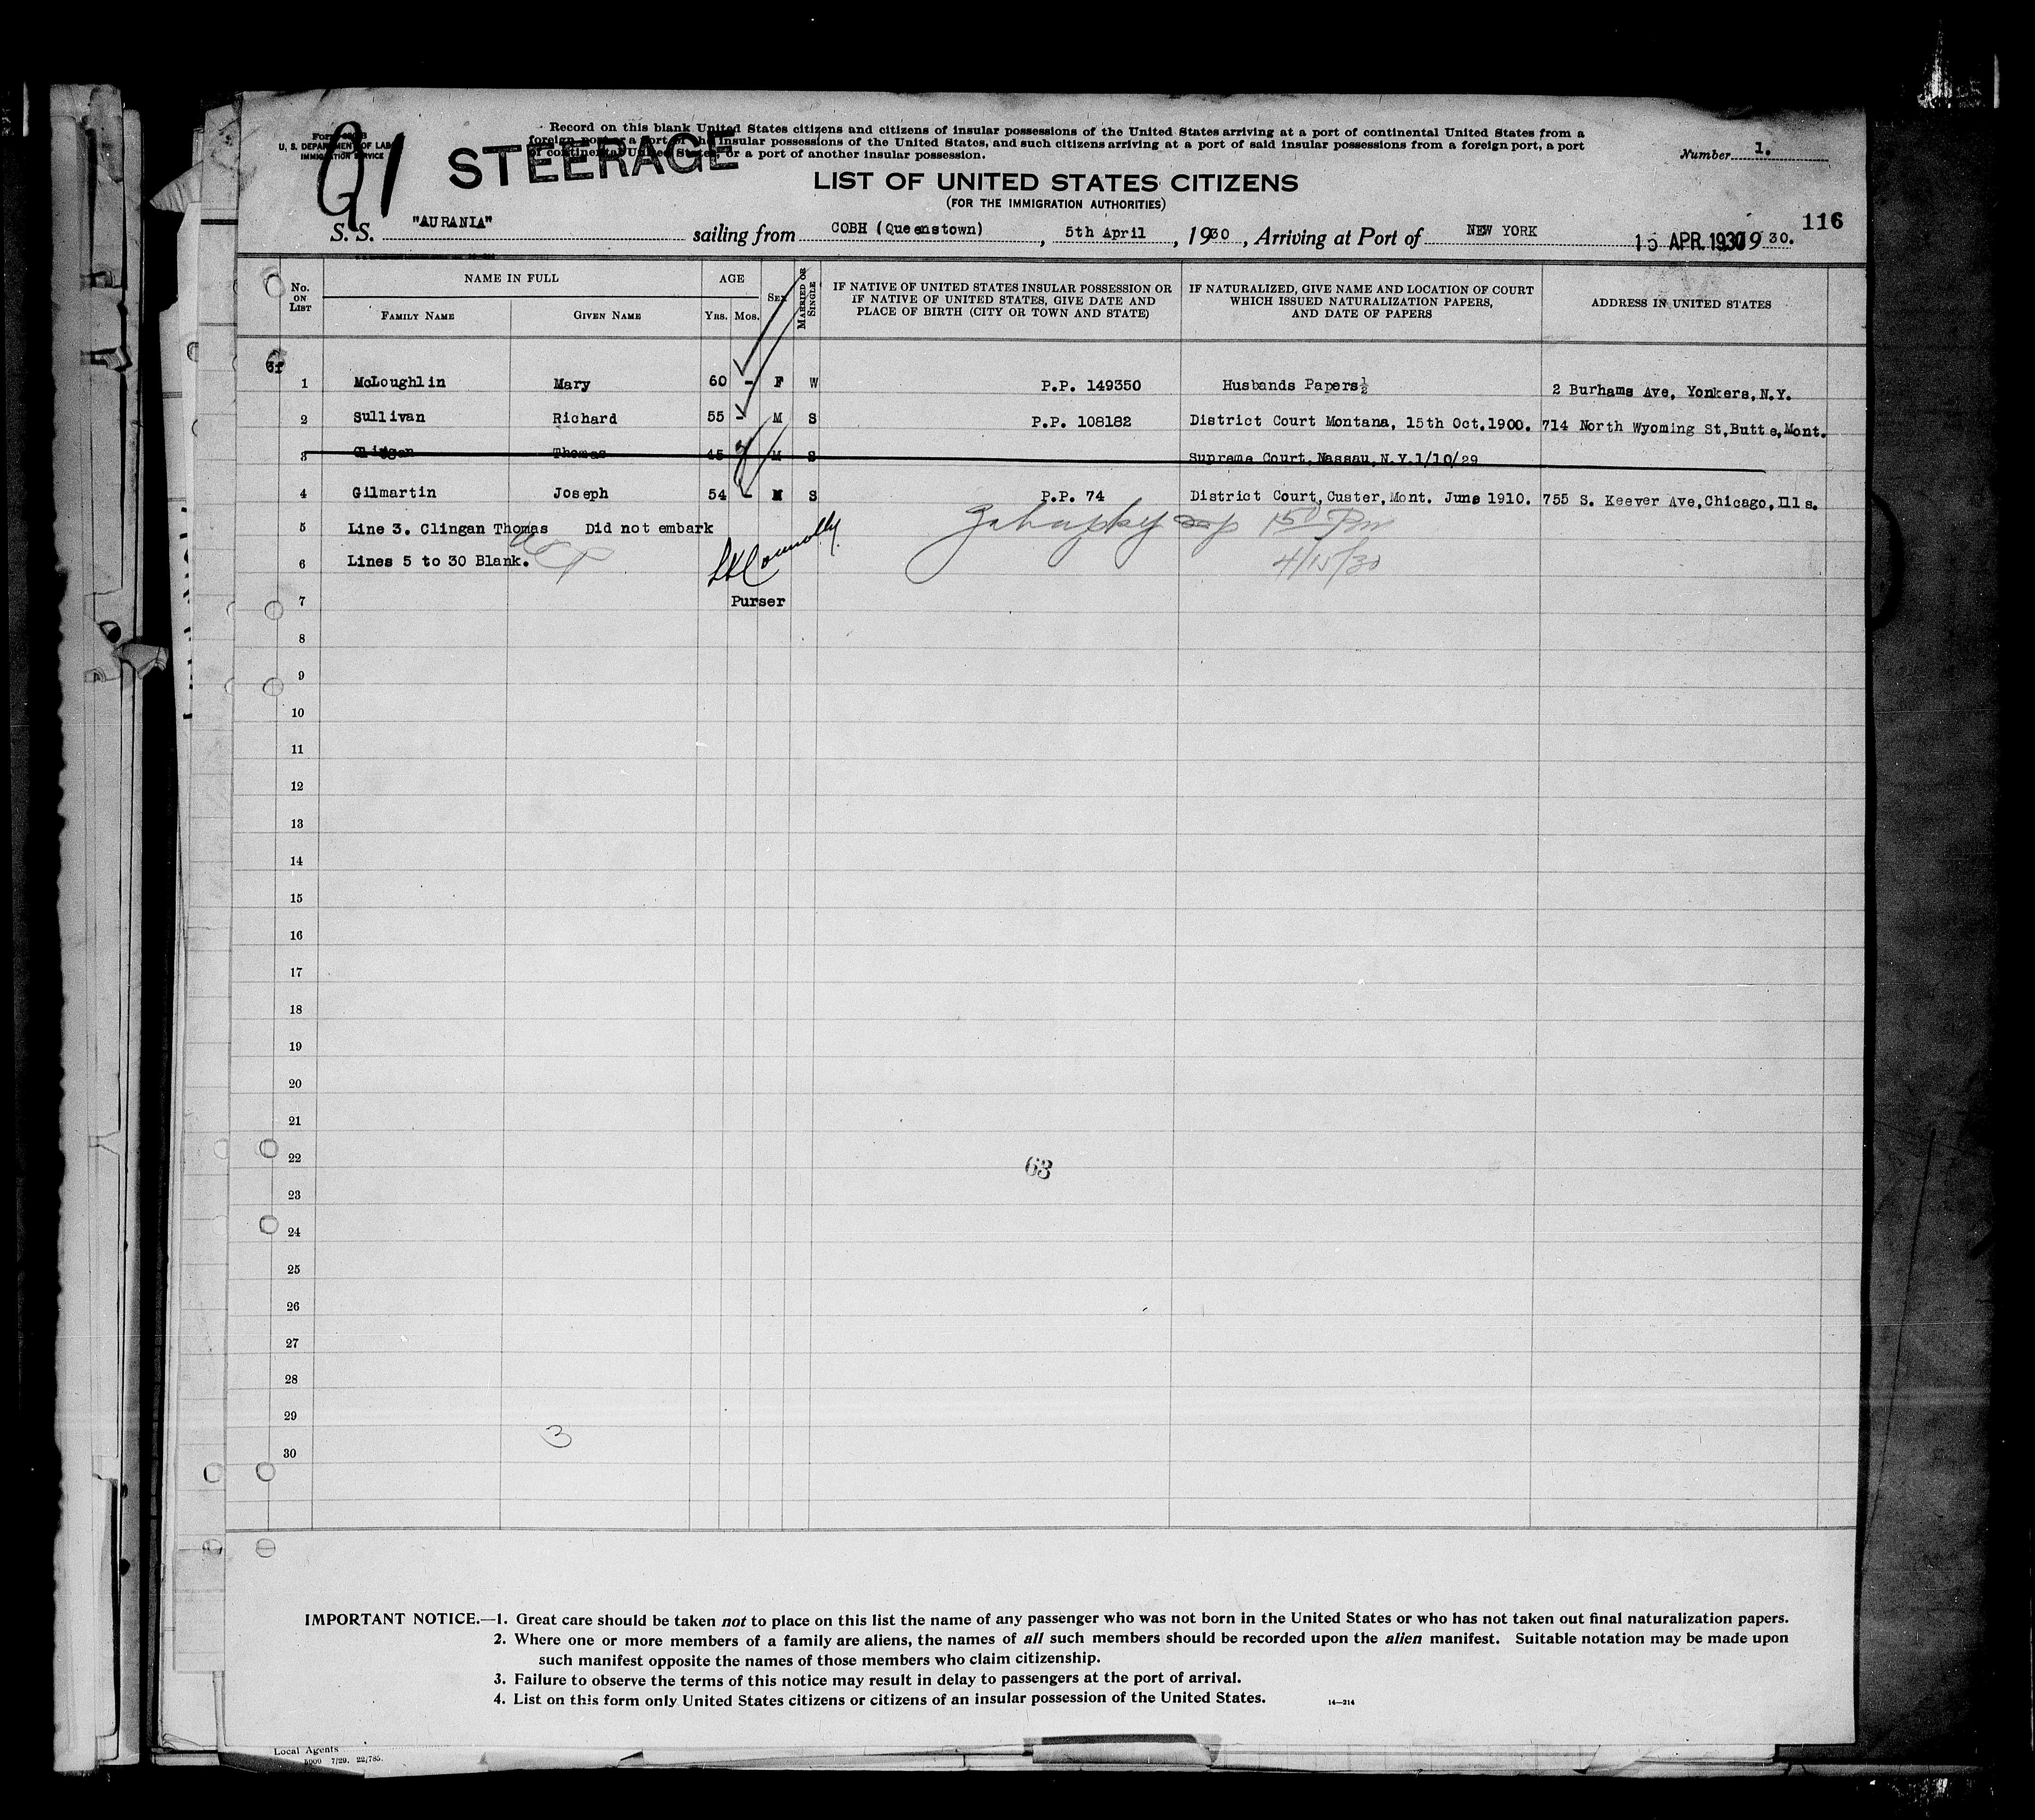 U. S. DEPARTMENT OF LAB
IMMIGRATION SERVICE
91
STEERAGE
Record on this blank United States citizens and citizens of insular possessions of the United States arriving at a port of continental United States from a
foreign port or a port of the insular possessions of the United States, and such citizens arriving at a port of said insular possessions from a foreign port, a port
of continental United States, or a port of another insular possession.
Number 1.
LIST OF UNITED STATES CITIZENS
(FOR THE IMMIGRATION AUTHORITIES)
116
S. S. "AURANIA" sailing from COBH (Queenstown), 5th April, 1930, Arriving at Port of NEW YORK 15 APR. 1930 1930.
No. ON LIST
NAME IN FULL
FAMILY NAME
GIVEN NAME
AGE
YRS. MOS.
SEX
MARRIED OR SINGLE
IF NATIVE OF UNITED STATES INSULAR POSSESSION OR
IF NATIVE OF UNITED STATES, GIVE DATE AND
PLACE OF BIRTH (CITY OR TOWN AND STATE)
IF NATURALIZED, GIVE NAME AND LOCATION OF COURT
WHICH ISSUED NATURALIZATION PAPERS,
AND DATE OF PAPERS
ADDRESS IN UNITED STATES
1 McLoughlin Mary 60 - F W P.P. 149350 Husbands Papers½ 2 Burhams Ave, Yonkers, N.Y.
2 Sullivan Richard 55 - M S P.P. 108182 District Court Montana, 15th Oct.1900. 714 North Wyoming St,Butte,Mont.
3 Clingan Thomas 45 M S Supreme Court, Nassau, N.Y.1/10/29
4 Gilmartin Joseph 54 - M S P.P. 74 District Court, Custer, Mont. June 1910. 755 S. Keever Ave,Chicago,Ills.
5 Line 3. Clingan Thomas Did not embark
6 Lines 5 to 30 Blank.
4/15/30
7 Purser
8
9
10
11
12
13
14
15
16
17
18
19
20
21
22
63
23
24
25
26
27
28
29
3
30
IMPORTANT NOTICE.—1. Great care should be taken not to place on this list the name of any passenger who was not born in the United States or who has not taken out final naturalization papers.
2. Where one or more members of a family are aliens, the names of all such members should be recorded upon the alien manifest. Suitable notation may be made upon
such manifest opposite the names of those members who claim citizenship.
3. Failure to observe the terms of this notice may result in delay to passengers at the port of arrival.
4. List on this form only United States citizens or citizens of an insular possession of the United States.
14—214
Local Agents
5000 7/29. 22/785.